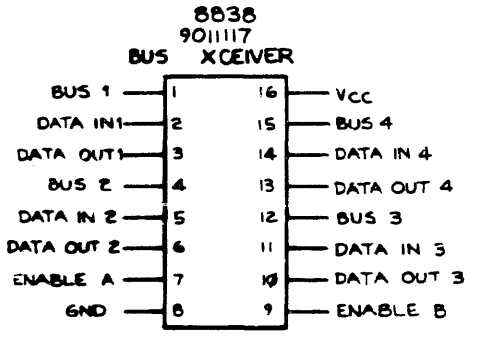 8838
9011117
BUS XCEIVER
BUS 1 1 16 VCC
DATA IN1 2 15 BUS 4
DATA OUT1 3 14 DATA IN 4
BUS 2 4 13 DATA OUT 4
DATA IN 2 5 12 BUS 3
DATA OUT 2 6 11 DATA IN 3
ENABLE A 7 10 DATA OUT 3
GND 8 9 ENABLE B